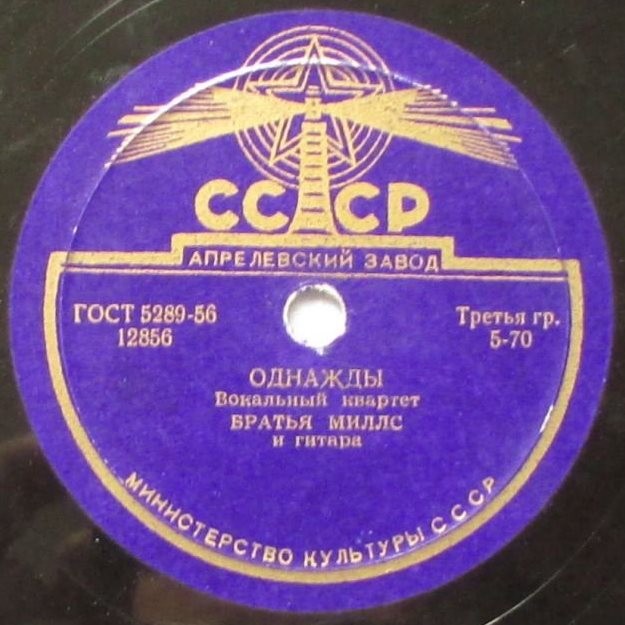 СССР
АПРЕЛЕВСКИЙ ЗАВОД
ГОСТ 5289-56
12856
Третья гр.
5-70
ОДНАЖДЫ
Вокальный квартет
БРАТЬЯ МИЛЛС
и гитара
МИНИСТЕРСТВО КУЛЬТУРЫ СССР